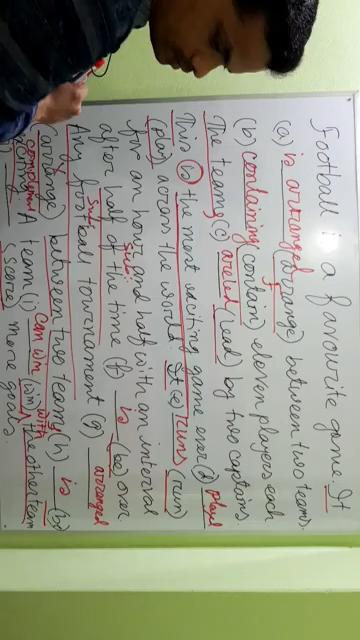 Football is a favourite game. It
(a) is arranged (arrange) between two teams.
(b) containing (contain) eleven players each
The teams (c) are led (lead) by two captains.
This is the most exciting game ever (d) played
(play) across the world. It (e) runs (run)
for an hour and half with an interval
after half of the time (f) is (be) over.
Any football tournament (g) arranged
(arrange) between two teams (h) is (be)
A team (i) can win (win) with the other team
(score) more goals.